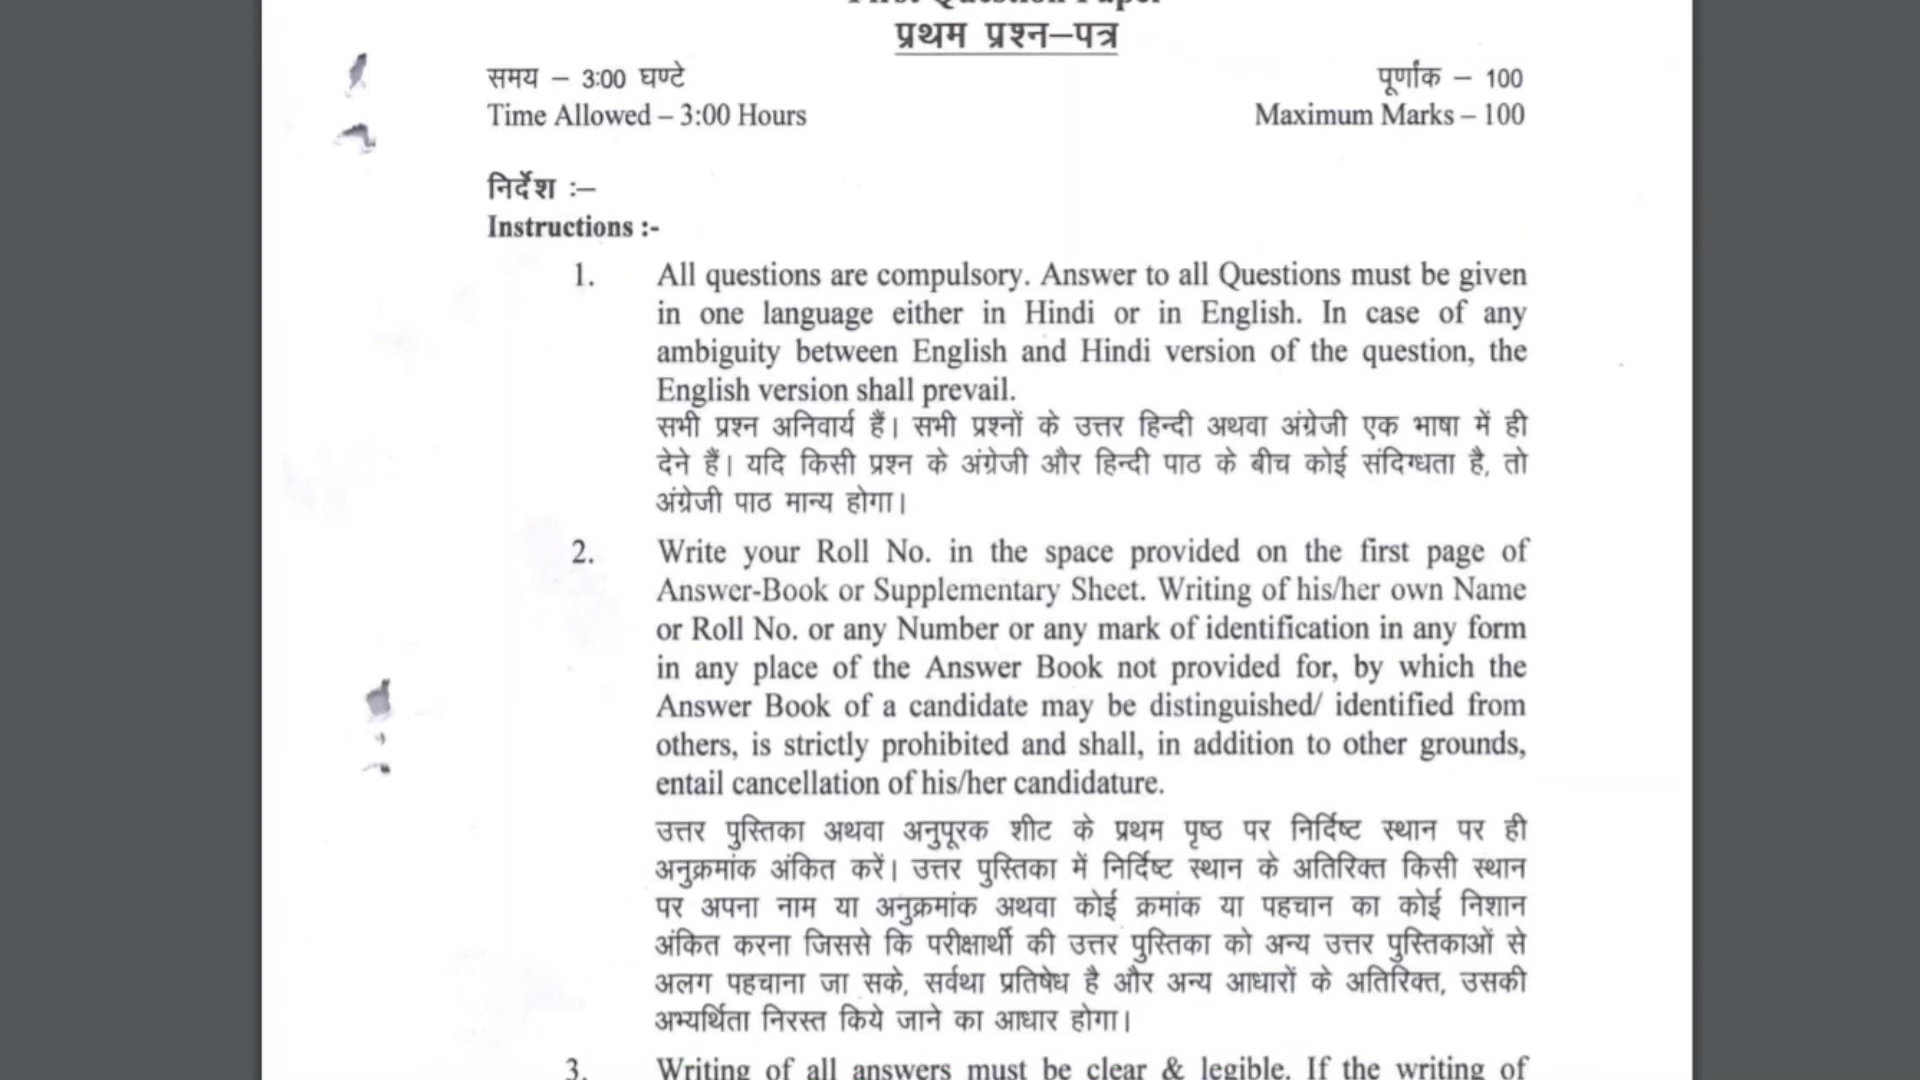 First Question Paper
प्रथम प्रश्न–पत्र
समय – 3:00 घण्टे
पूर्णांक – 100
Time Allowed – 3:00 Hours
Maximum Marks – 100
निर्देश :–
Instructions :-
1. All questions are compulsory. Answer to all Questions must be given
in one language either in Hindi or in English. In case of any
ambiguity between English and Hindi version of the question, the
English version shall prevail.
सभी प्रश्न अनिवार्य हैं। सभी प्रश्नों के उत्तर हिन्दी अथवा अंग्रेजी एक भाषा में ही
देने हैं। यदि किसी प्रश्न के अंग्रेजी और हिन्दी पाठ के बीच कोई संदिग्धता है, तो
अंग्रेजी पाठ मान्य होगा।
2. Write your Roll No. in the space provided on the first page of
Answer-Book or Supplementary Sheet. Writing of his/her own Name
or Roll No. or any Number or any mark of identification in any form
in any place of the Answer Book not provided for, by which the
Answer Book of a candidate may be distinguished/ identified from
others, is strictly prohibited and shall, in addition to other grounds,
entail cancellation of his/her candidature.
उत्तर पुस्तिका अथवा अनुपूरक शीट के प्रथम पृष्ठ पर निर्दिष्ट स्थान पर ही
अनुक्रमांक अंकित करें। उत्तर पुस्तिका में निर्दिष्ट स्थान के अतिरिक्त किसी स्थान
पर अपना नाम या अनुक्रमांक अथवा कोई क्रमांक या पहचान का कोई निशान
अंकित करना जिससे कि परीक्षार्थी की उत्तर पुस्तिका को अन्य उत्तर पुस्तिकाओं से
अलग पहचाना जा सके, सर्वथा प्रतिषेध है और अन्य आधारों के अतिरिक्त, उसकी
अभ्यर्थिता निरस्त किये जाने का आधार होगा।
3. Writing of all answers must be clear & legible. If the writing of